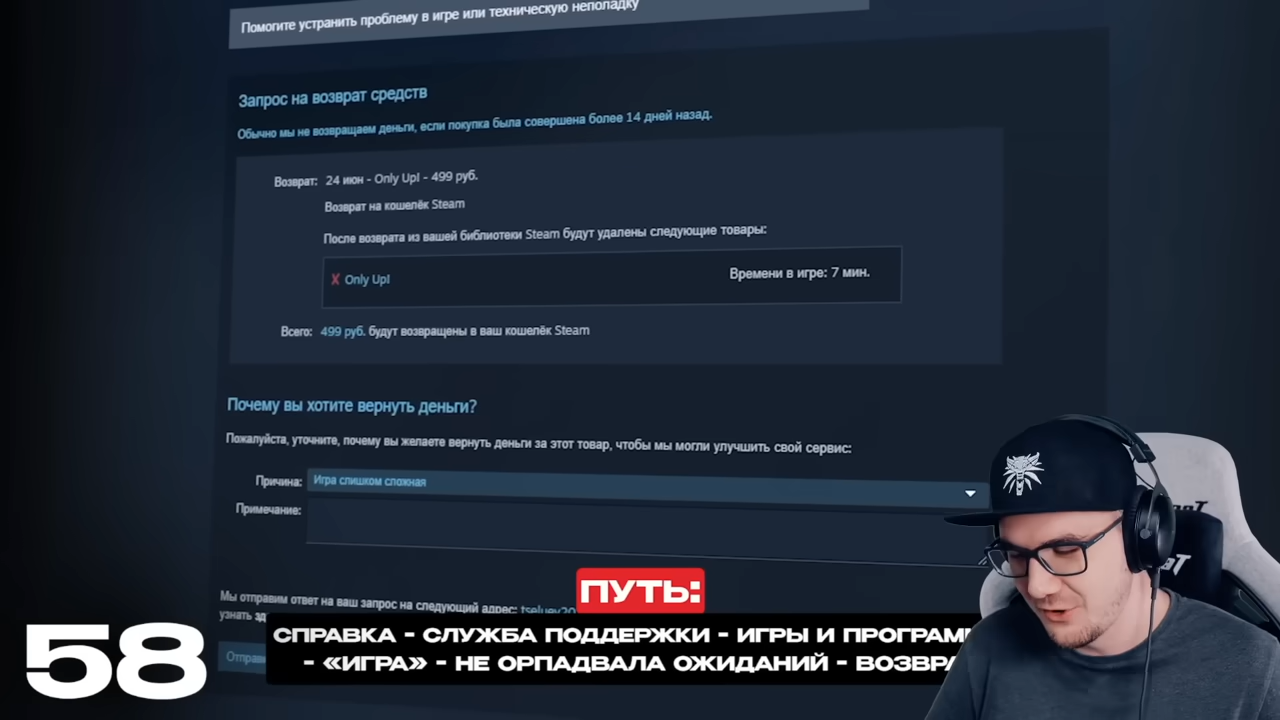 Помогите устранить проблему в игре или техническую неполадку
Запрос на возврат средств
Обычно мы не возвращаем деньги, если покупка была совершена более 14 дней назад.
Возврат: 24 июн - Only Up! - 499 руб.
Возврат на кошелёк Steam
После возврата из вашей библиотеки Steam будут удалены следующие товары:
X Only Up! Времени в игре: 7 мин.
Всего: 499 руб. будут возвращены в ваш кошелёк Steam
Почему вы хотите вернуть деньги?
Пожалуйста, уточните, почему вы желаете вернуть деньги за этот товар, чтобы мы могли улучшить свой сервис:
Причина: Игра слишком сложная
Примечание:
Мы отправим ответ на ваш запрос на следующий адрес:
узнать
ПУТЬ:
58
СПРАВКА - СЛУЖБА ПОДДЕРЖКИ - ИГРЫ И
- «ИГРА» - НЕ ОРПАДВАЛА ОЖИДАНИЙ -